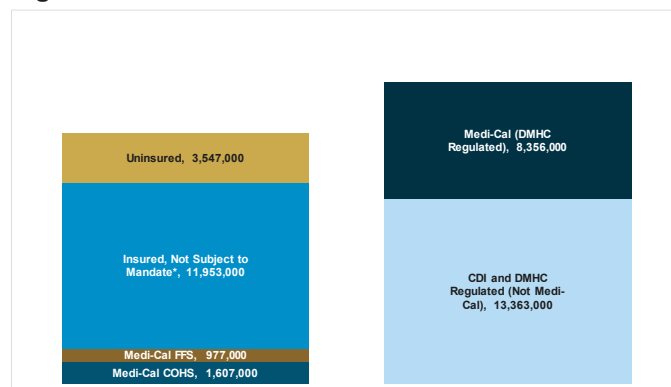 Uninsured, 3,547,000
Insured, Not Subject to
Mandate*, 11,953,000
Medi-Cal FFS, 977,000
Medi-Cal COHS, 1,607,000
Medi-Cal (DMHC
Regulated), 8,356,000
CDI and DMHC
Regulated (Not Medi-
Cal), 13,363,000